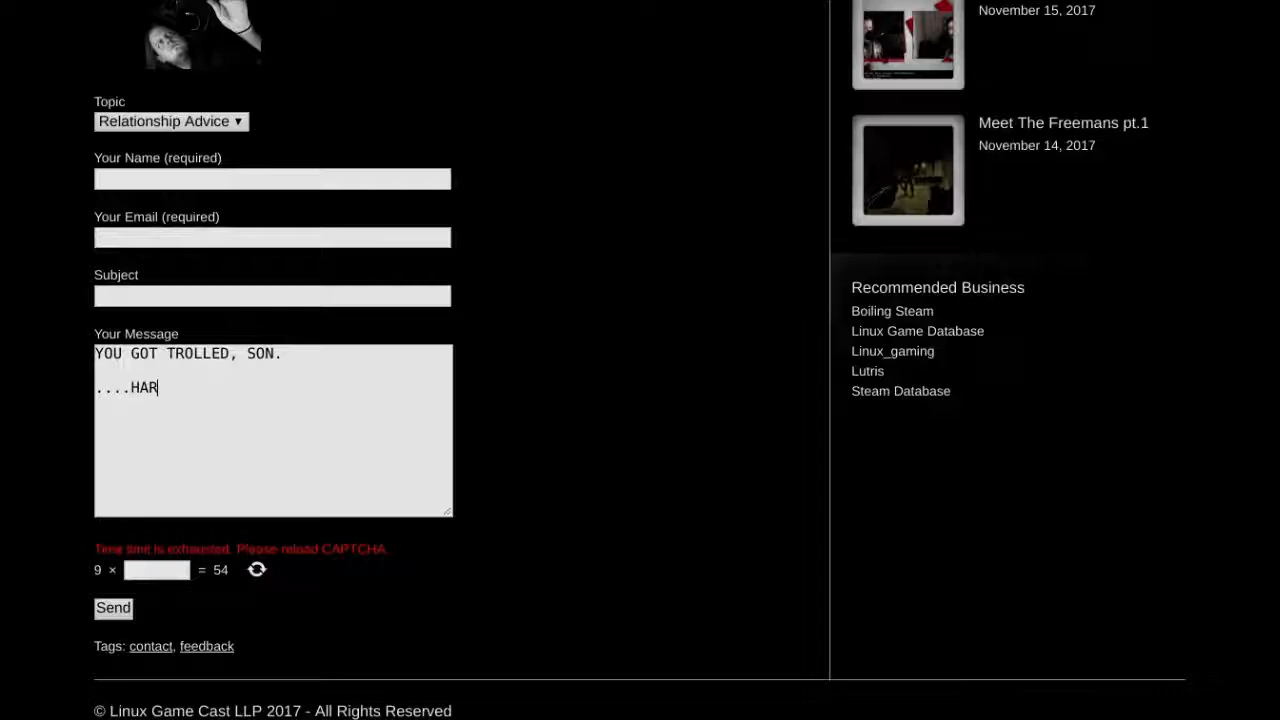 Topic
Relationship Advice ▾
Your Name (required)
Your Email (required)
Subject
Your Message
YOU GOT TROLLED, SON.
....HAR
Time limit is exhausted. Please reload CAPTCHA.
9 × = 54
Send
Tags: contact, feedback
© Linux Game Cast LLP 2017 - All Rights Reserved
November 15, 2017
Meet The Freemans pt.1
November 14, 2017
Recommended Business
Boiling Steam
Linux Game Database
Linux_gaming
Lutris
Steam Database